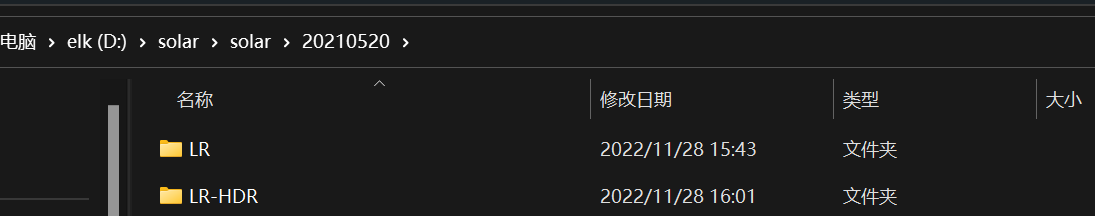 电脑 › elk (D:) › solar › solar › 20210520 ›
名称 修改日期 类型 大小
LR 2022/11/28 15:43 文件夹
LR-HDR 2022/11/28 16:01 文件夹